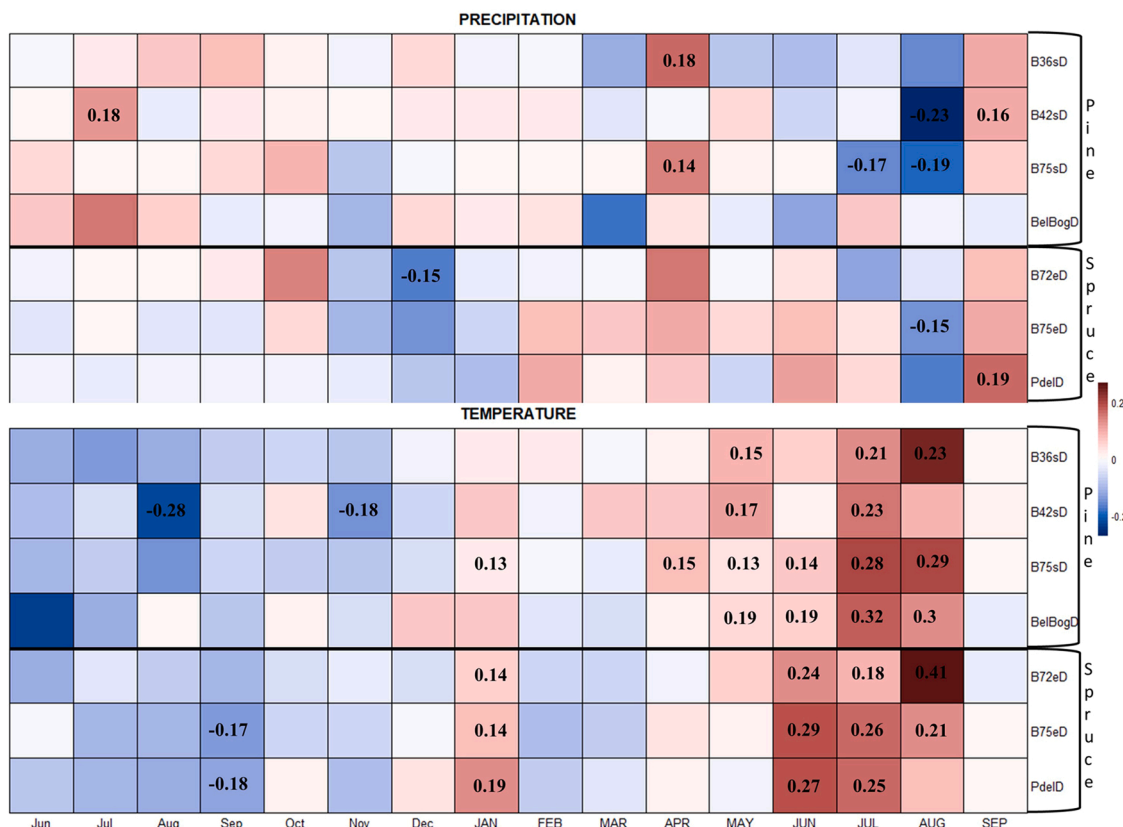 PRECIPITATION
0.18 B36sD
0.18 -0.23 0.16 B42sD
0.14 -0.17 -0.19 B75sD
BelBogD
Pine
-0.15 B72eD
-0.15 B75eD
0.19 PdelD
Spruce
TEMPERATURE
0.15 0.21 0.23 B36sD
-0.28 -0.18 0.17 0.23 B42sD
0.13 0.15 0.13 0.14 0.28 0.29 B75sD
0.19 0.19 0.32 0.3 BelBogD
Pine
0.14 0.24 0.18 0.41 B72eD
-0.17 0.14 0.29 0.26 0.21 B75eD
-0.18 0.19 0.27 0.25 PdelD
Spruce
Jun Jul Aug Sep Oct Nov Dec JAN FEB MAR APR MAY JUN JUL AUG SEP
0.2
0
-0.2